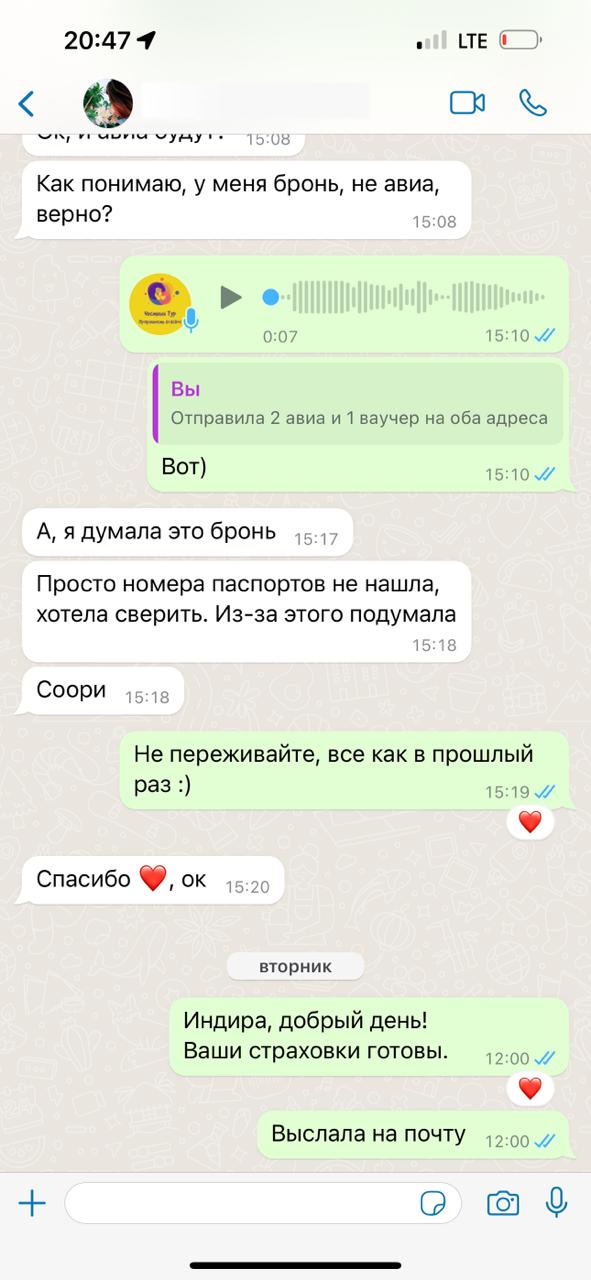 20:47
LTE
Ок, и авиа будут? 15:08
Как понимаю, у меня бронь, не авиа,
верно?
15:08
0:07
15:10
Вы
Отправила 2 авиа и 1 ваучер на оба адреса
Вот)
15:10
А, я думала это бронь 15:17
Просто номера паспортов не нашла,
хотела сверить. Из-за этого подумала
15:18
Соори 15:18
Не переживайте, все как в прошлый
раз :)
15:19
Спасибо ❤️, ок 15:20
вторник
Индира, добрый день!
Ваши страховки готовы.
12:00
Выслала на почту 12:00